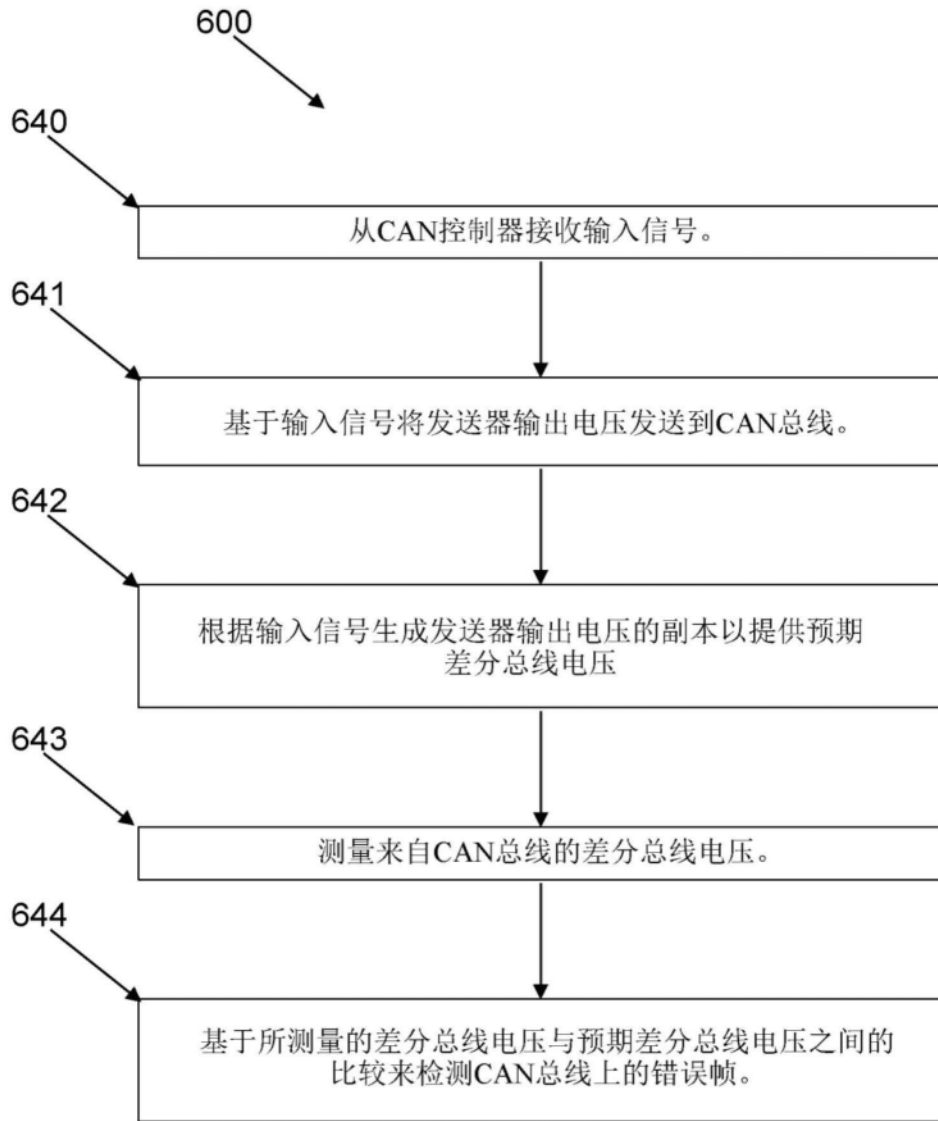 600
640
从CAN控制器接收输入信号。
641
基于输入信号将发送器输出电压发送到CAN总线。
642
根据输入信号生成发送器输出电压的副本以提供预期
差分总线电压
643
测量来自CAN总线的差分总线电压。
644
基于所测量的差分总线电压与预期差分总线电压之间的
比较来检测CAN总线上的错误帧。